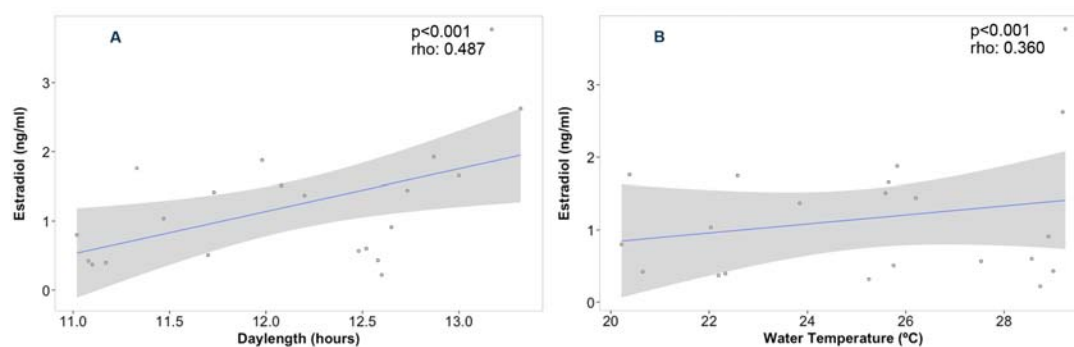 A
p<0.001
rho: 0.487
Estradiol (ng/ml)
3
2
1
0
11.0 11.5 12.0 12.5 13.0
Daylength (hours)
B
p<0.001
rho: 0.360
Estradiol (ng/ml)
3
2
1
0
20 22 24 26 28
Water Temperature (ºC)